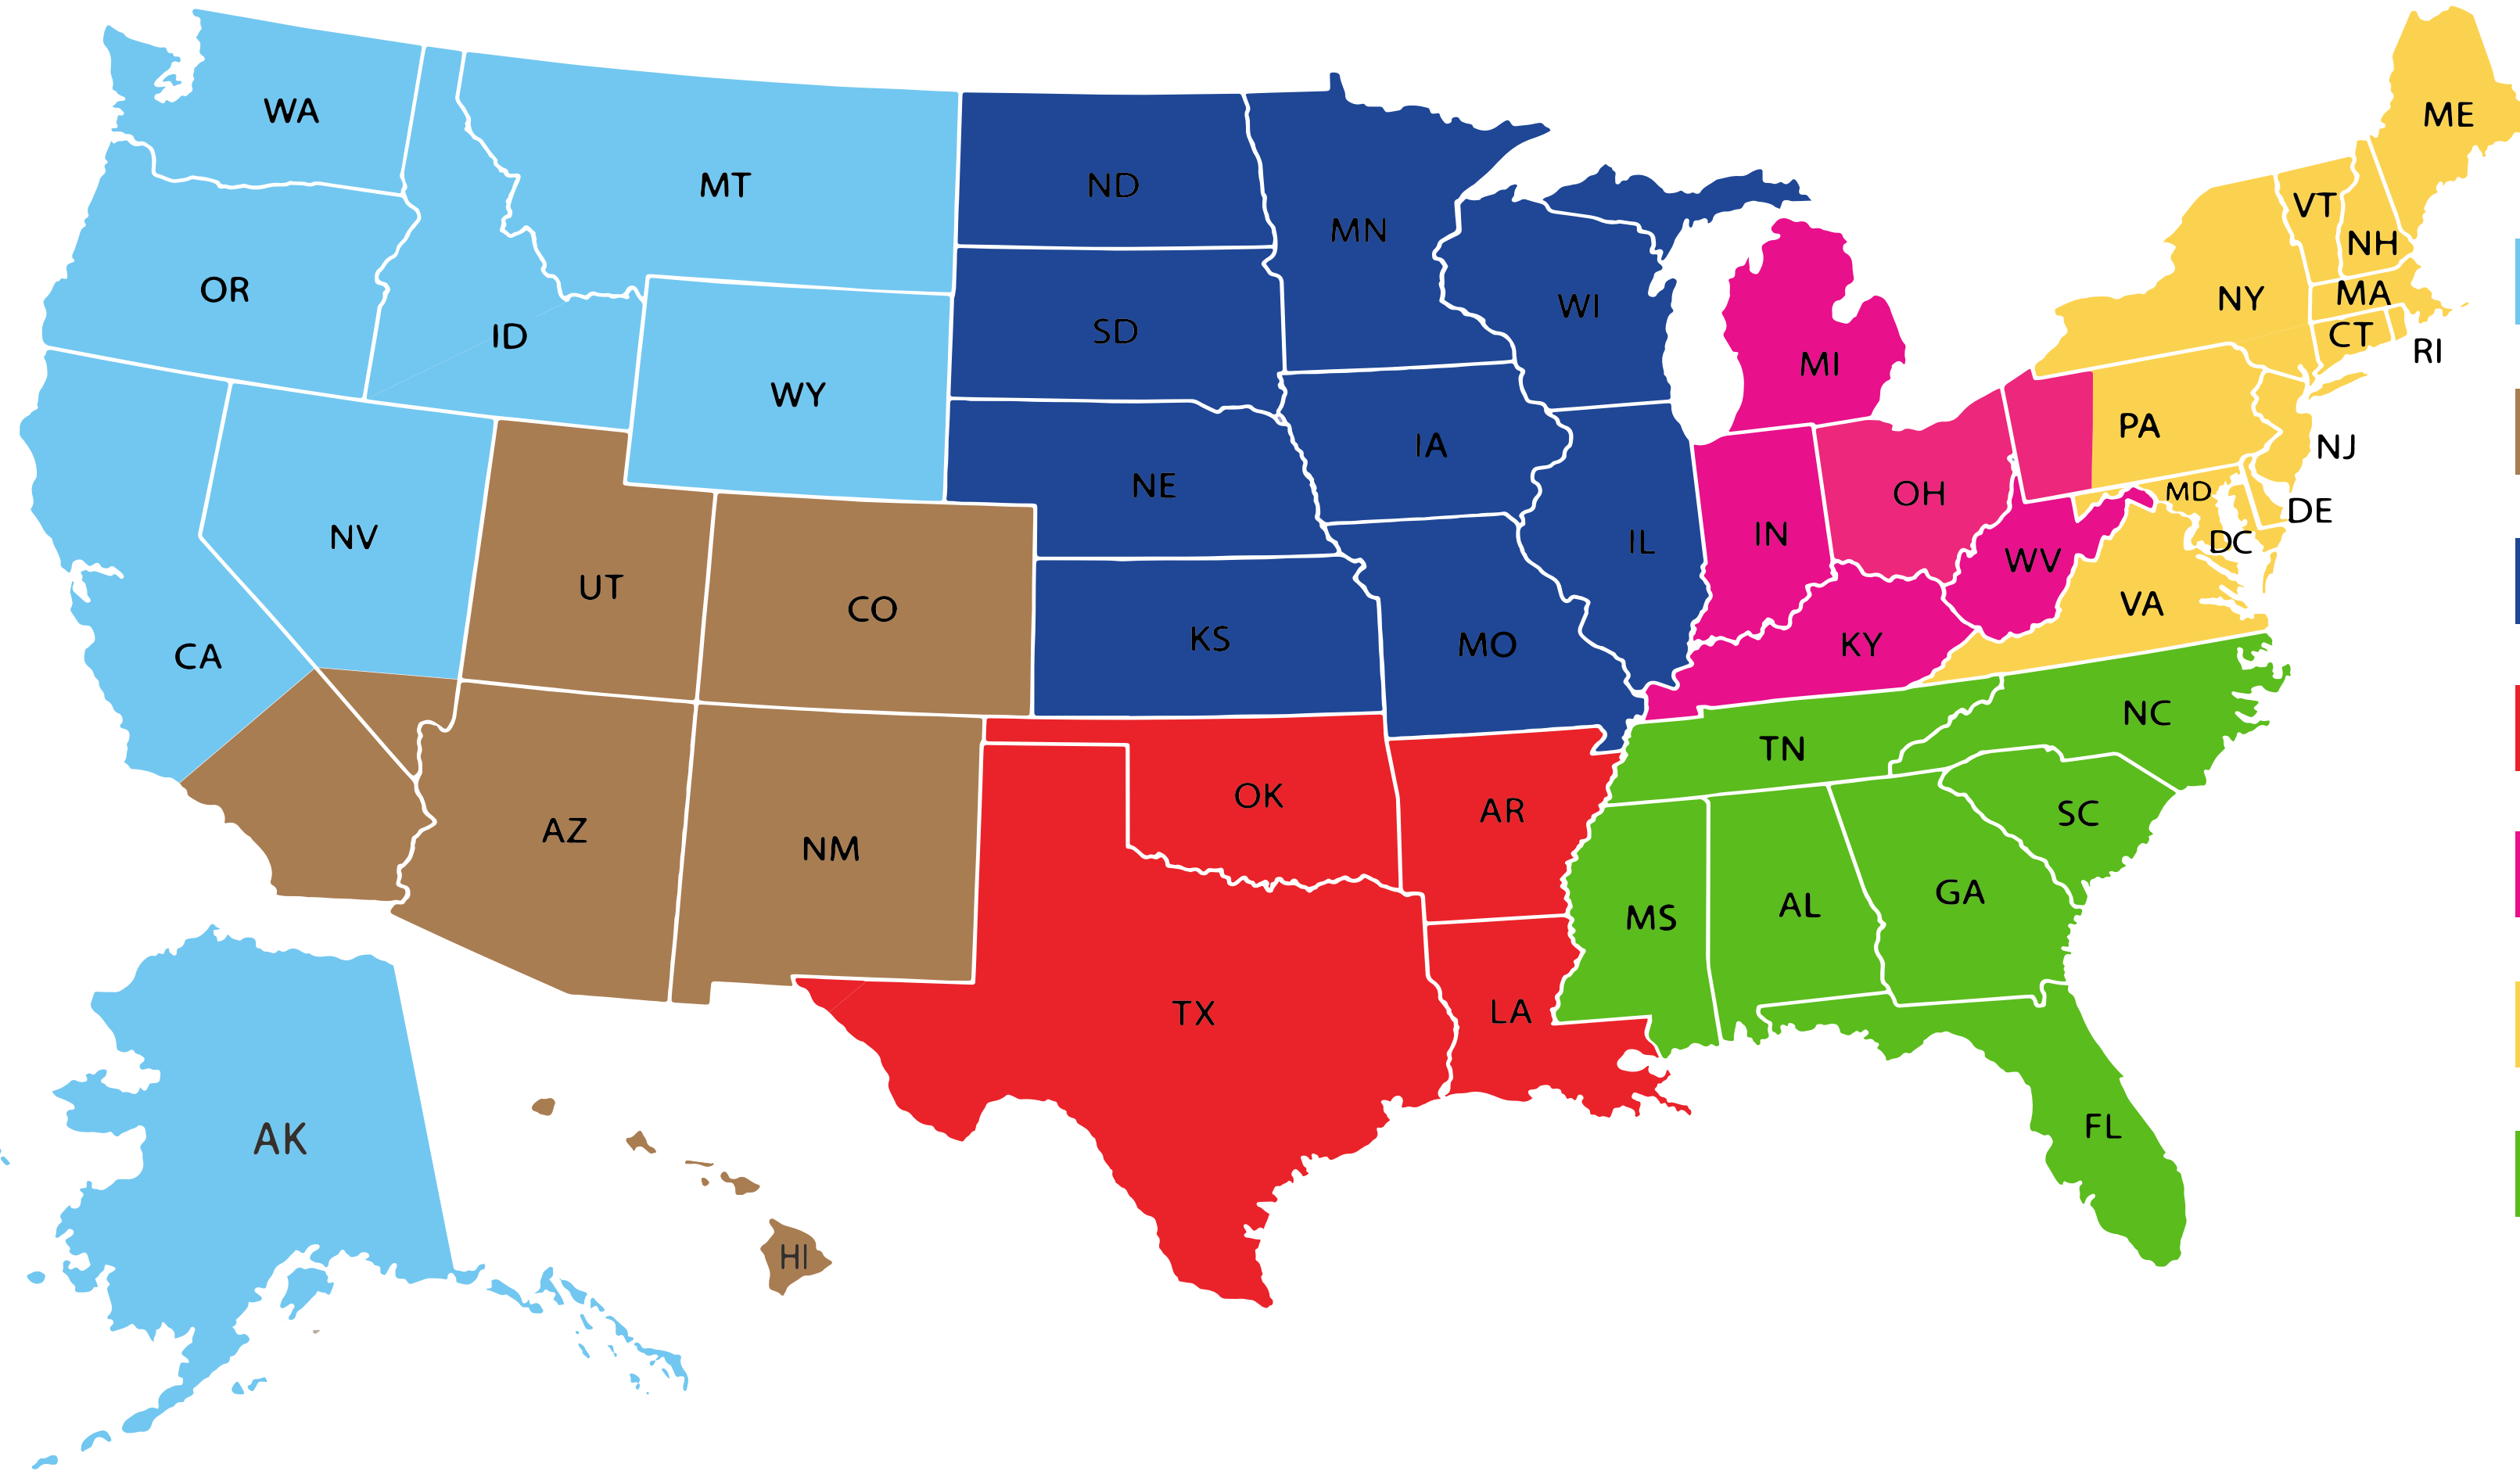 WA
MT
ND
MN
ME
VT
NH
OR
ID
SD
WI
NY
MA
CT
RI
WY
MI
IA
PA
NJ
NE
OH
MD
DE
NV
IL
IN
WV
DC
UT
CO
KS
MO
KY
VA
CA
TN
NC
AZ
NM
OK
AR
SC
MS
AL
GA
TX
LA
FL
AK
HI